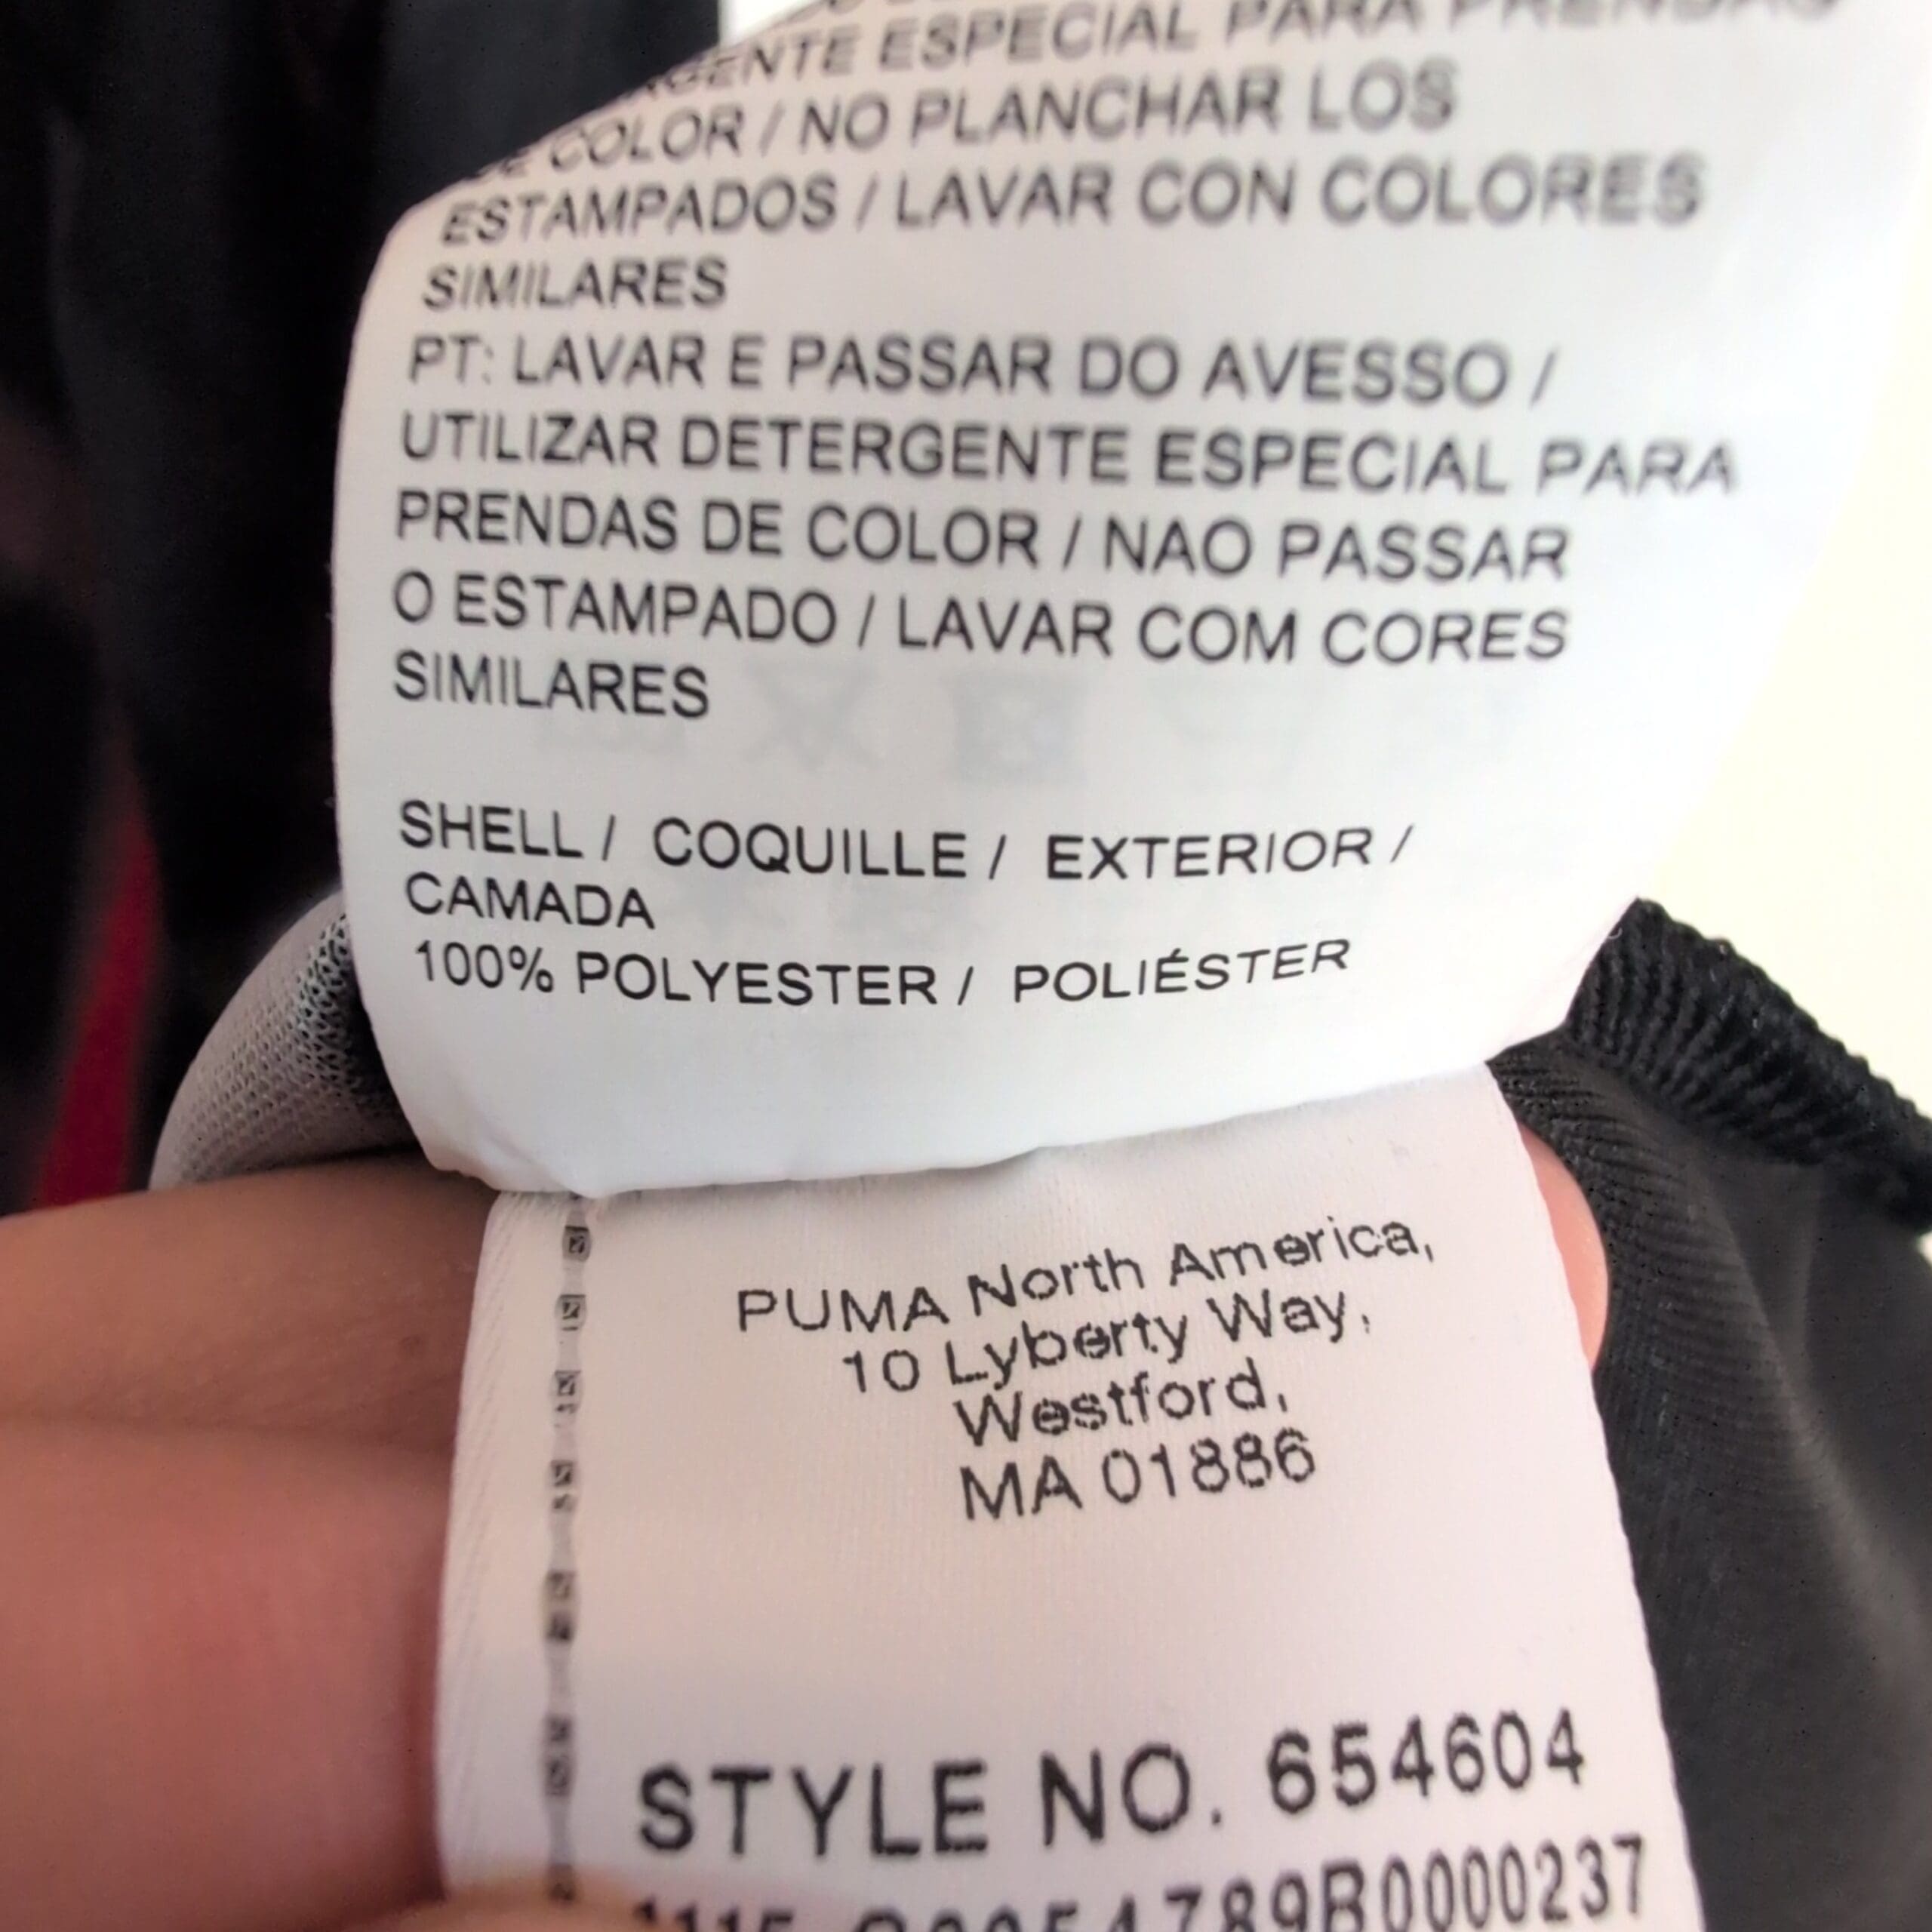 ESPECIAL PARA PRENDAS
DE COLOR / NO PLANCHAR LOS
ESTAMPADOS / LAVAR CON COLORES
SIMILARES
PT: LAVAR E PASSAR DO AVESSO /
UTILIZAR DETERGENTE ESPECIAL PARA
PRENDAS DE COLOR / NAO PASSAR
O ESTAMPADO / LAVAR COM CORES
SIMILARES
SHELL / COQUILLE / EXTERIOR /
CAMADA
100% POLYESTER / POLIÉSTER
PUMA North America,
10 Lyberty Way,
Westford,
MA 01886
STYLE NO. 654604